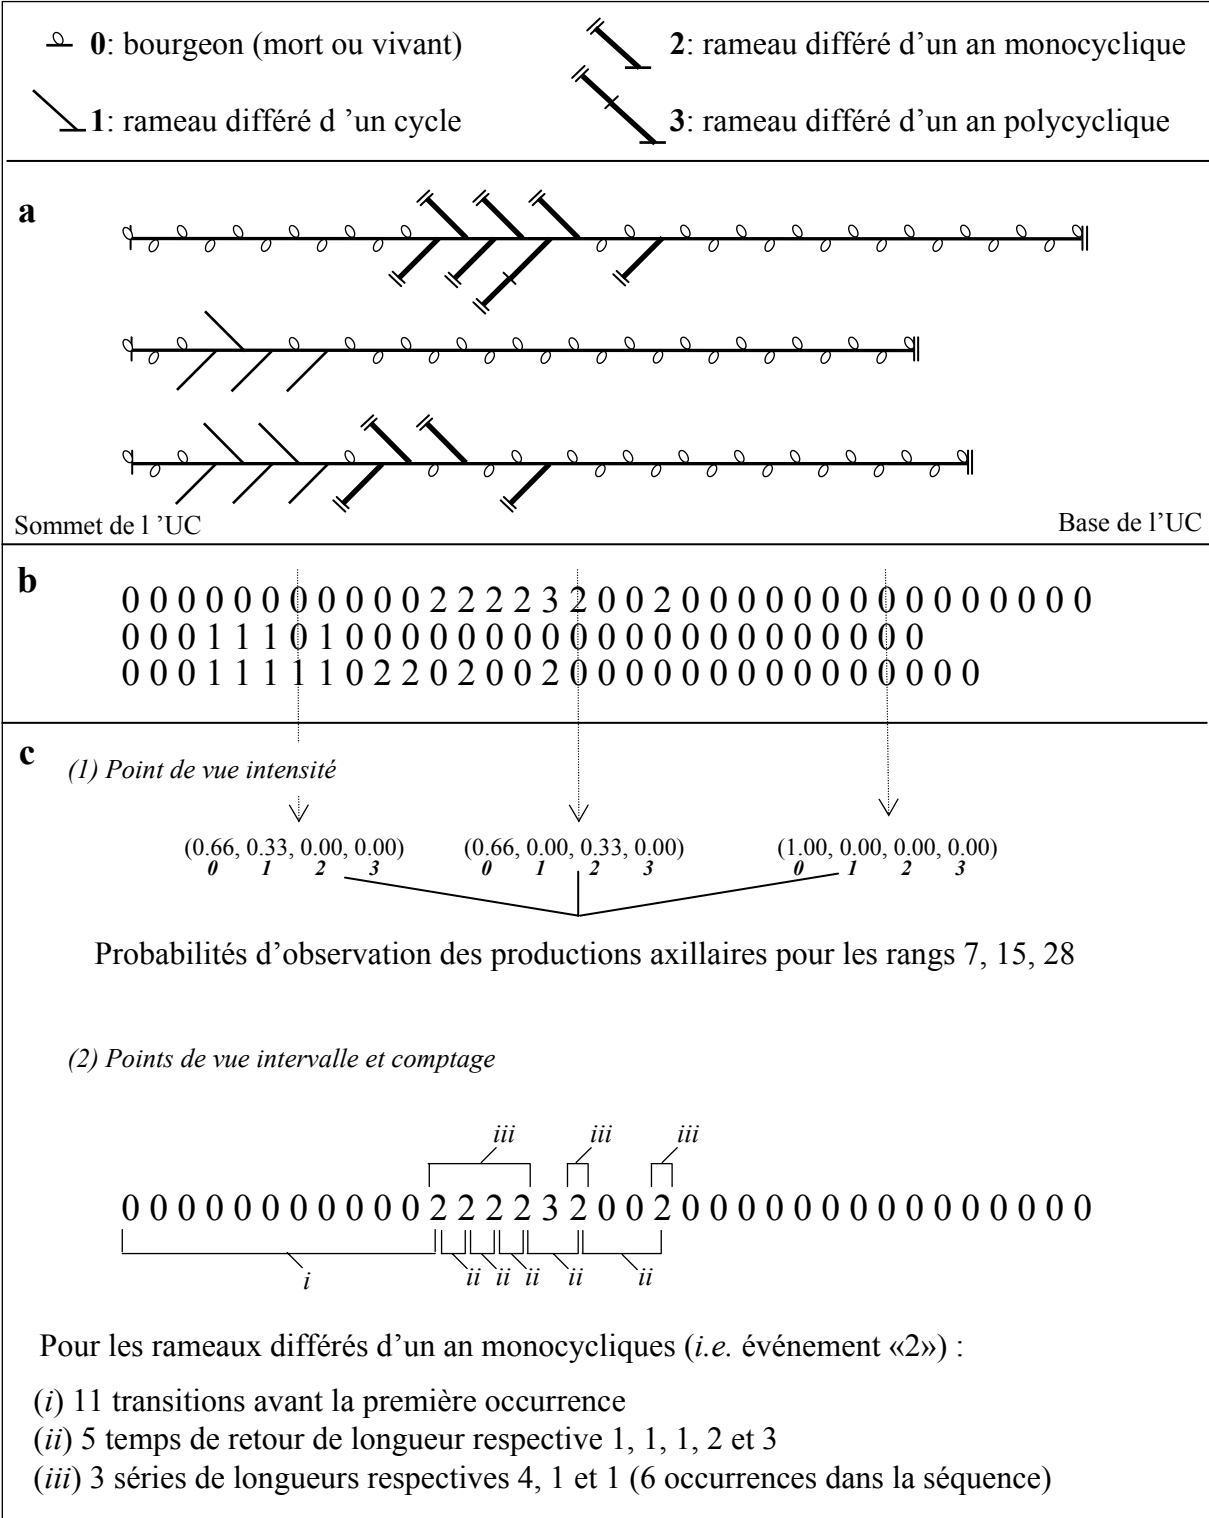 0: bourgeon (mort ou vivant)
2: rameau différé d'un an monocyclique
1: rameau différé d ’un cycle
3: rameau différé d'un an polycyclique
a
Sommet de l ’UC
Base de l'UC
b
0 0 0 0 0 0 0 0 0 0 0 2 2 2 2 3 2 0 0 2 0 0 0 0 0 0 0 0 0 0 0 0 0 0 0
0 0 0 1 1 1 0 1 0 0 0 0 0 0 0 0 0 0 0 0 0 0 0 0 0 0 0 0 0
0 0 0 1 1 1 1 1 0 2 2 0 2 0 0 2 0 0 0 0 0 0 0 0 0 0 0 0 0 0 0
c
(1) Point de vue intensité
(0.66, 0.33, 0.00, 0.00) (0.66, 0.00, 0.33, 0.00) (1.00, 0.00, 0.00, 0.00)
0 1 2 3 0 1 2 3 0 1 2 3
Probabilités d’observation des productions axillaires pour les rangs 7, 15, 28
(2) Points de vue intervalle et comptage
iii iii iii
0 0 0 0 0 0 0 0 0 0 0 2 2 2 2 3 2 0 0 2 0 0 0 0 0 0 0 0 0 0 0 0 0 0 0
i ii ii ii ii ii
Pour les rameaux différés d’un an monocycliques (i.e. événement «2») :
(i) 11 transitions avant la première occurrence
(ii) 5 temps de retour de longueur respective 1, 1, 1, 2 et 3
(iii) 3 séries de longueurs respectives 4, 1 et 1 (6 occurrences dans la séquence)